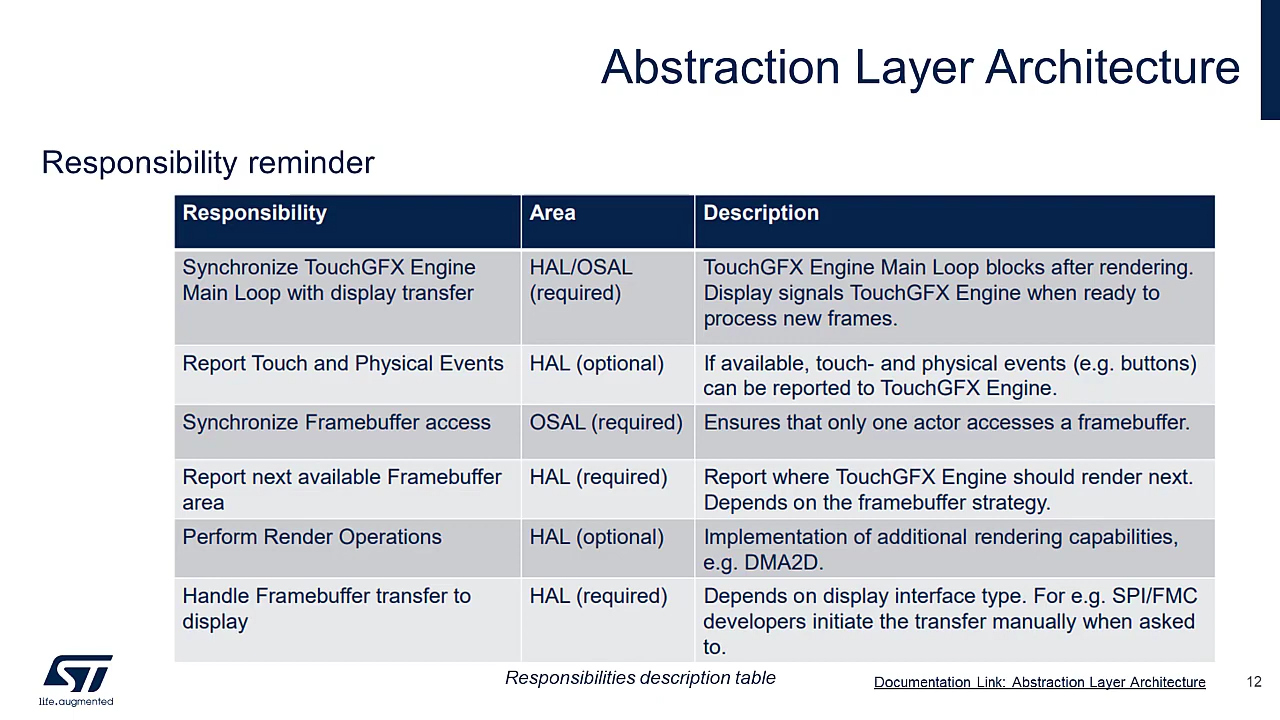 Abstraction Layer Architecture
Responsibility reminder
Responsibility
Area
Description
Synchronize TouchGFX Engine
Main Loop with display transfer
HAL/OSAL
(required)
TouchGFX Engine Main Loop blocks after rendering.
Display signals TouchGFX Engine when ready to
process new frames.
Report Touch and Physical Events
HAL (optional)
If available, touch- and physical events (e.g. buttons)
can be reported to TouchGFX Engine.
Synchronize Framebuffer access
OSAL (required)
Ensures that only one actor accesses a framebuffer.
Report next available Framebuffer
area
HAL (required)
Report where TouchGFX Engine should render next.
Depends on the framebuffer strategy.
Perform Render Operations
HAL (optional)
Implementation of additional rendering capabilities,
e.g. DMA2D.
Handle Framebuffer transfer to
display
HAL (required)
Depends on display interface type. For e.g. SPI/FMC
developers initiate the transfer manually when asked
to.
Responsibilities description table
Documentation Link: Abstraction Layer Architecture
12
ST
life.augmented